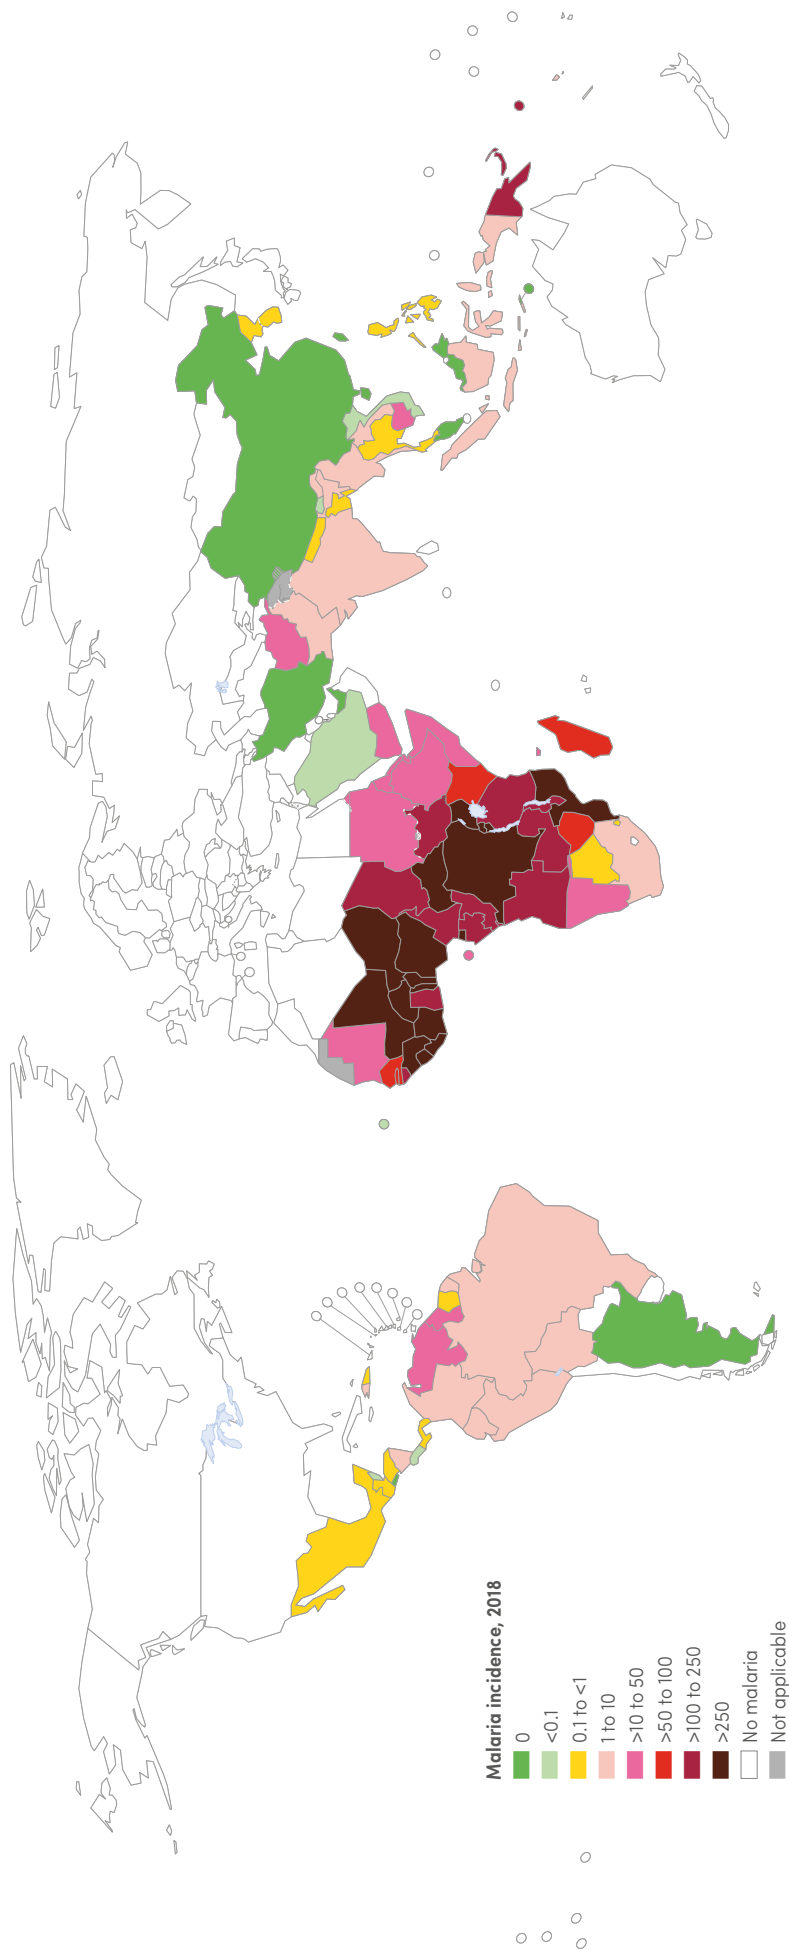 Malaria incidence, 2018
0
<0.1
0.1 to <1
1 to 10
>10 to 50
>50 to 100
>100 to 250
>250
No malaria
Not applicable